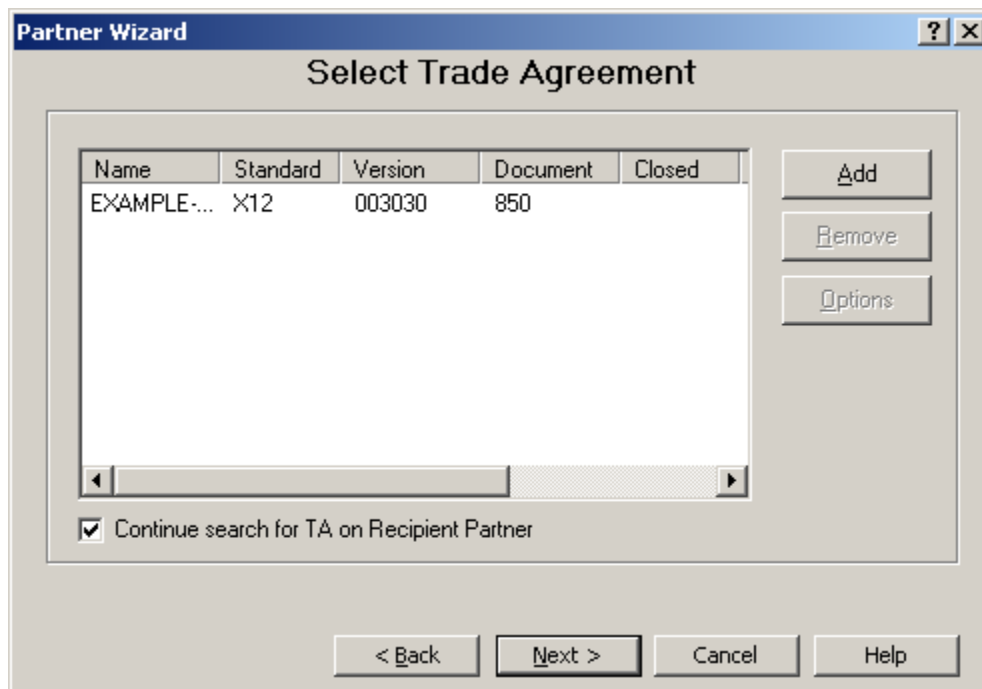 Partner Wizard
Select Trade Agreement
Name Standard Version Document Closed
EXAMPLE-... X12 003030 850
Add
Remove
Options
Continue search for TA on Recipient Partner
< Back Next > Cancel Help